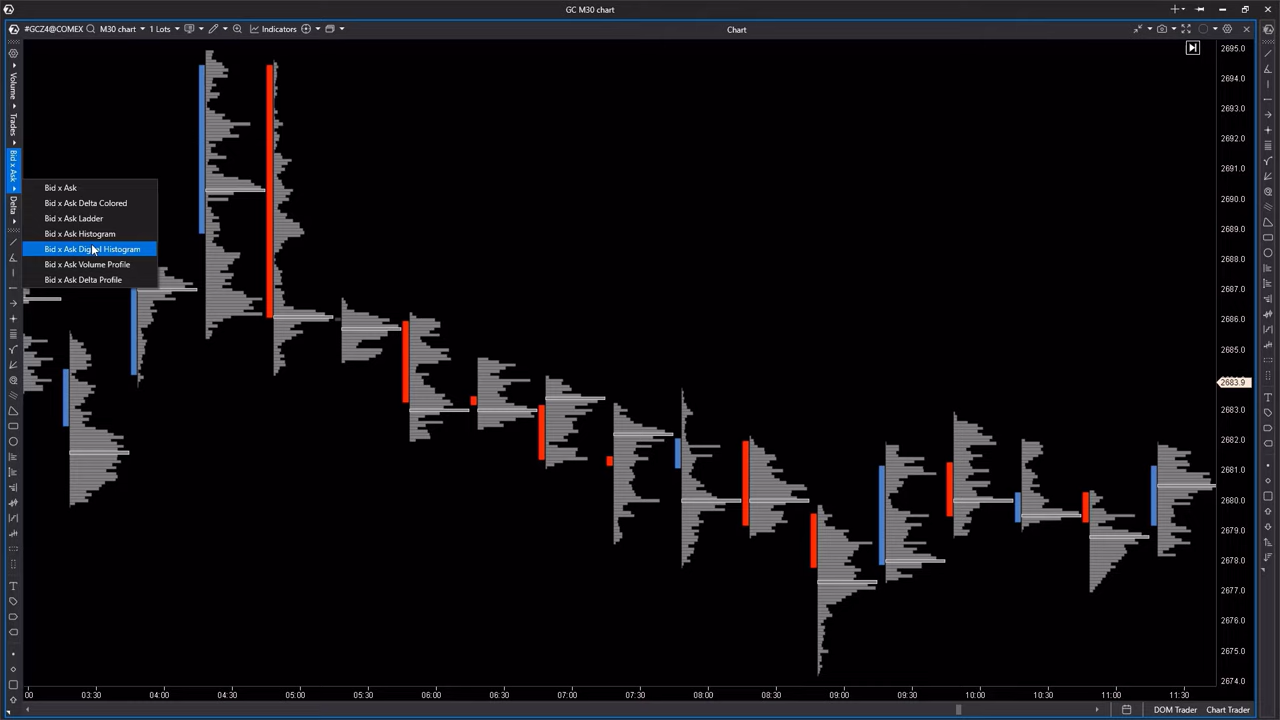 GC M30 chart
#GCZ4@COMEX M30 chart 1 Lots Indicators Chart
Volume
Trades
Bid x Ask
Delta
Bid x Ask
Bid x Ask Delta Colored
Bid x Ask Ladder
Bid x Ask Histogram
Bid x Ask Digital Histogram
Bid x Ask Volume Profile
Bid x Ask Delta Profile
2695.0
2694.0
2693.0
2692.0
2691.0
2690.0
2689.0
2688.0
2687.0
2686.0
2685.0
2683.9
2683.0
2682.0
2681.0
2680.0
2679.0
2678.0
2677.0
2676.0
2675.0
2674.0
:00 03:30 04:00 04:30 05:00 05:30 06:00 06:30 07:00 07:30 08:00 08:30 09:00 09:30 10:00 10:30 11:00 11:30
DOM Trader Chart Trader